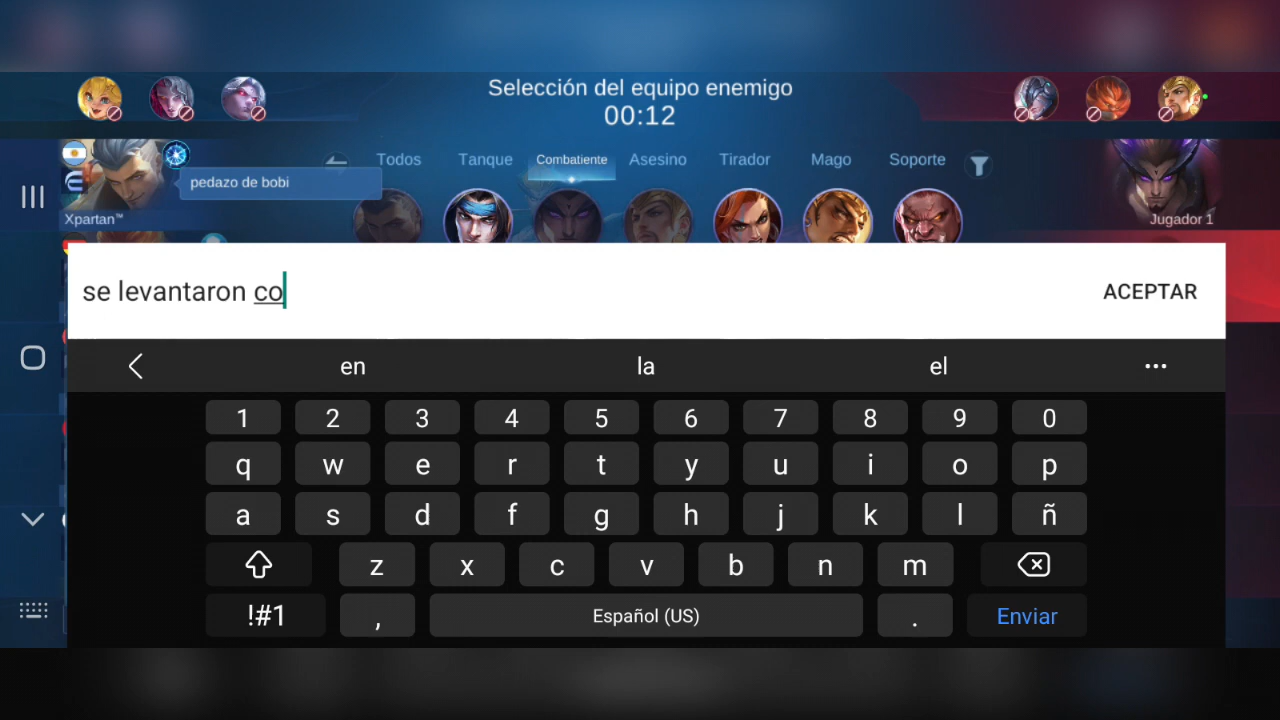 Selección del equipo enemigo
00:12
Todos Tanque Combatiente Asesino Tirador Mago Soporte
pedazo de bobi
Xpartan™
Jugador 1
se levantaron co
ACEPTAR
en la el
1 2 3 4 5 6 7 8 9 0
q w e r t y u i o p
a s d f g h j k l ñ
z x c v b n m
!#1 , Español (US) . Enviar